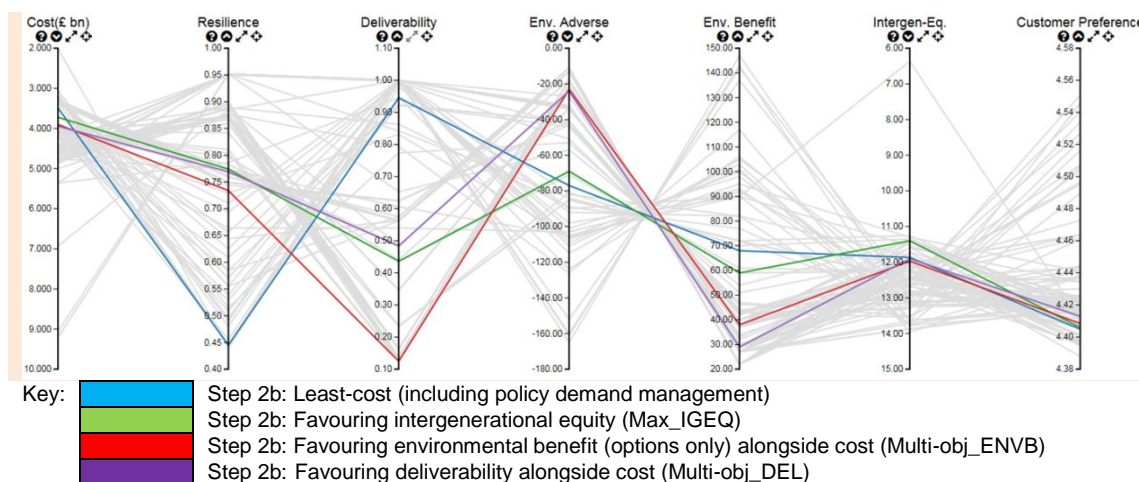 Cost(£ bn) Resilience Deliverability Env. Adverse Env. Benefit Intergen-Eq. Customer Preference
2.000 1.00 1.10 0.00 150.00 6.00 4.58
3.000 0.95 1.00 -20.00 140.00 7.00 4.56
4.000 0.90 0.90 -40.00 130.00 8.00 4.54
5.000 0.85 0.80 -60.00 120.00 9.00 4.52
6.000 0.80 0.70 -80.00 110.00 10.00 4.50
7.000 0.75 0.60 -100.00 100.00 11.00 4.48
8.000 0.70 0.50 -120.00 90.00 12.00 4.46
9.000 0.65 0.40 -140.00 80.00 13.00 4.44
10.000 0.60 0.30 -160.00 70.00 14.00 4.42
0.55 0.20 -180.00 60.00 15.00 4.40
0.50 0.10 50.00 4.38
0.45 40.00
0.40 30.00
20.00
Key:
Step 2b: Least-cost (including policy demand management)
Step 2b: Favouring intergenerational equity (Max_IGEQ)
Step 2b: Favouring environmental benefit (options only) alongside cost (Multi-obj_ENVB)
Step 2b: Favouring deliverability alongside cost (Multi-obj_DEL)